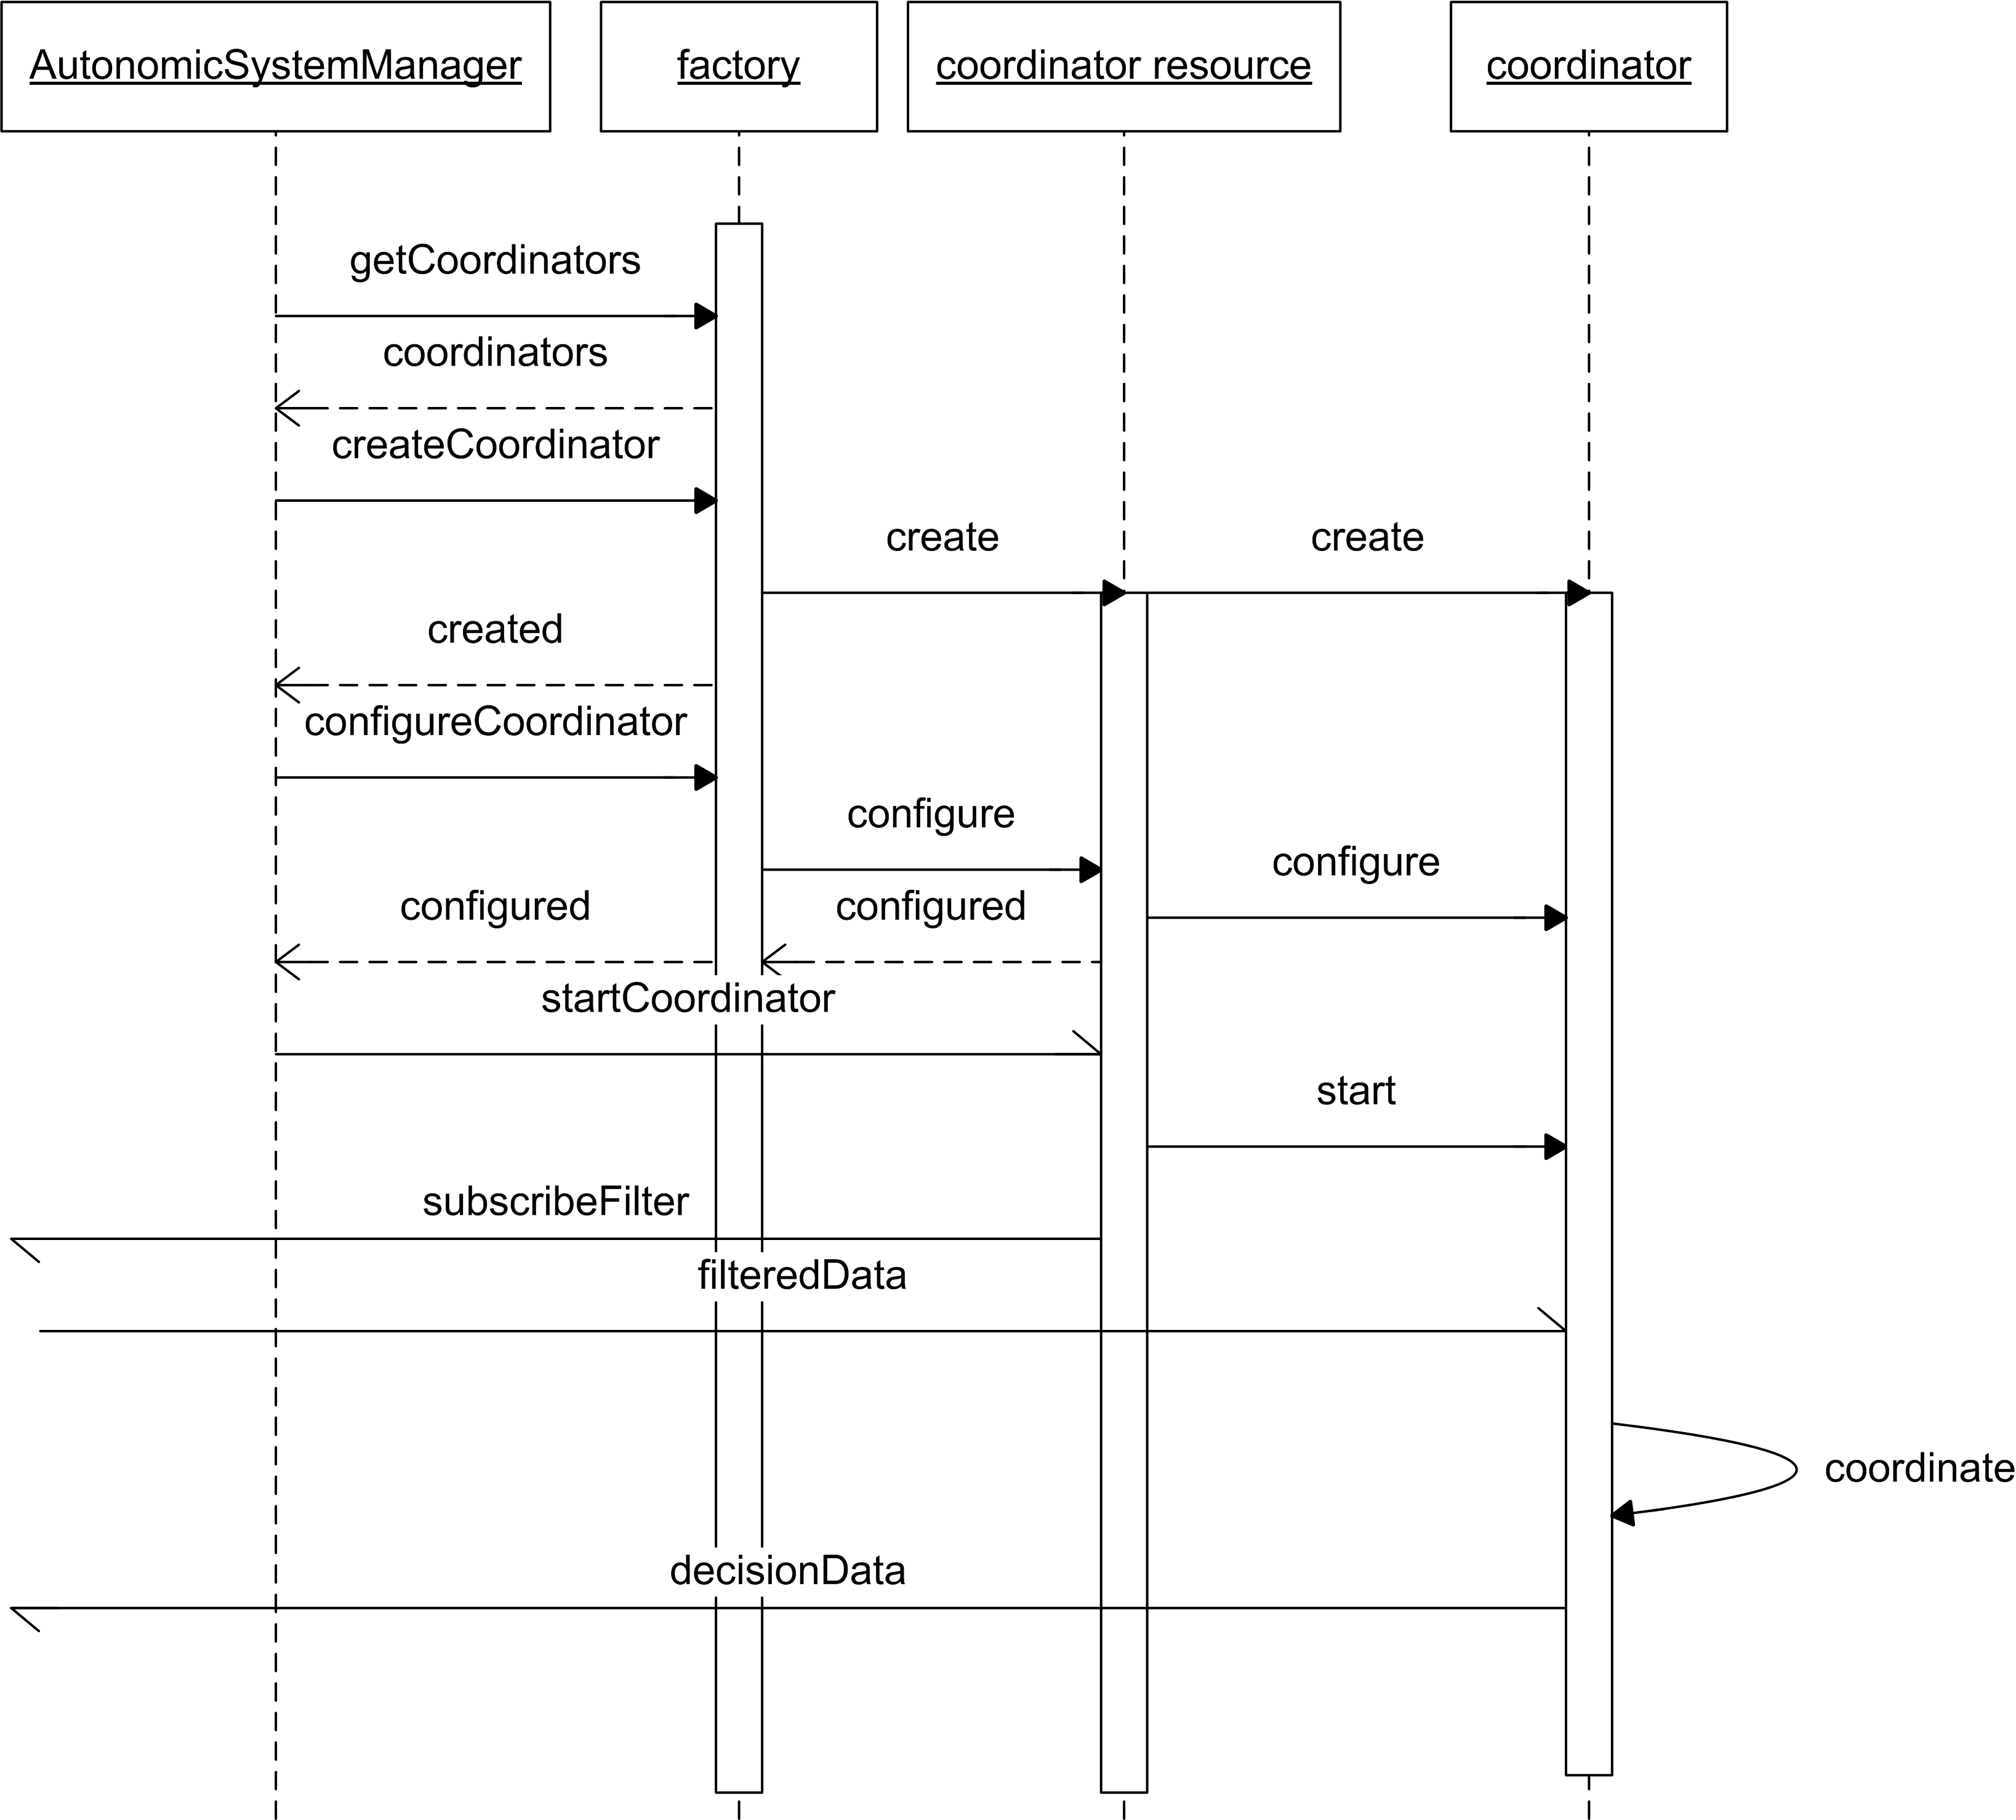 AutonomicSystemManager
factory
coordinator resource
coordinator
getCoordinators
coordinators
createCoordinator
create
create
created
configureCoordinator
configure
configure
configured
configured
startCoordinator
start
subscribeFilter
filteredData
coordinate
decisionData